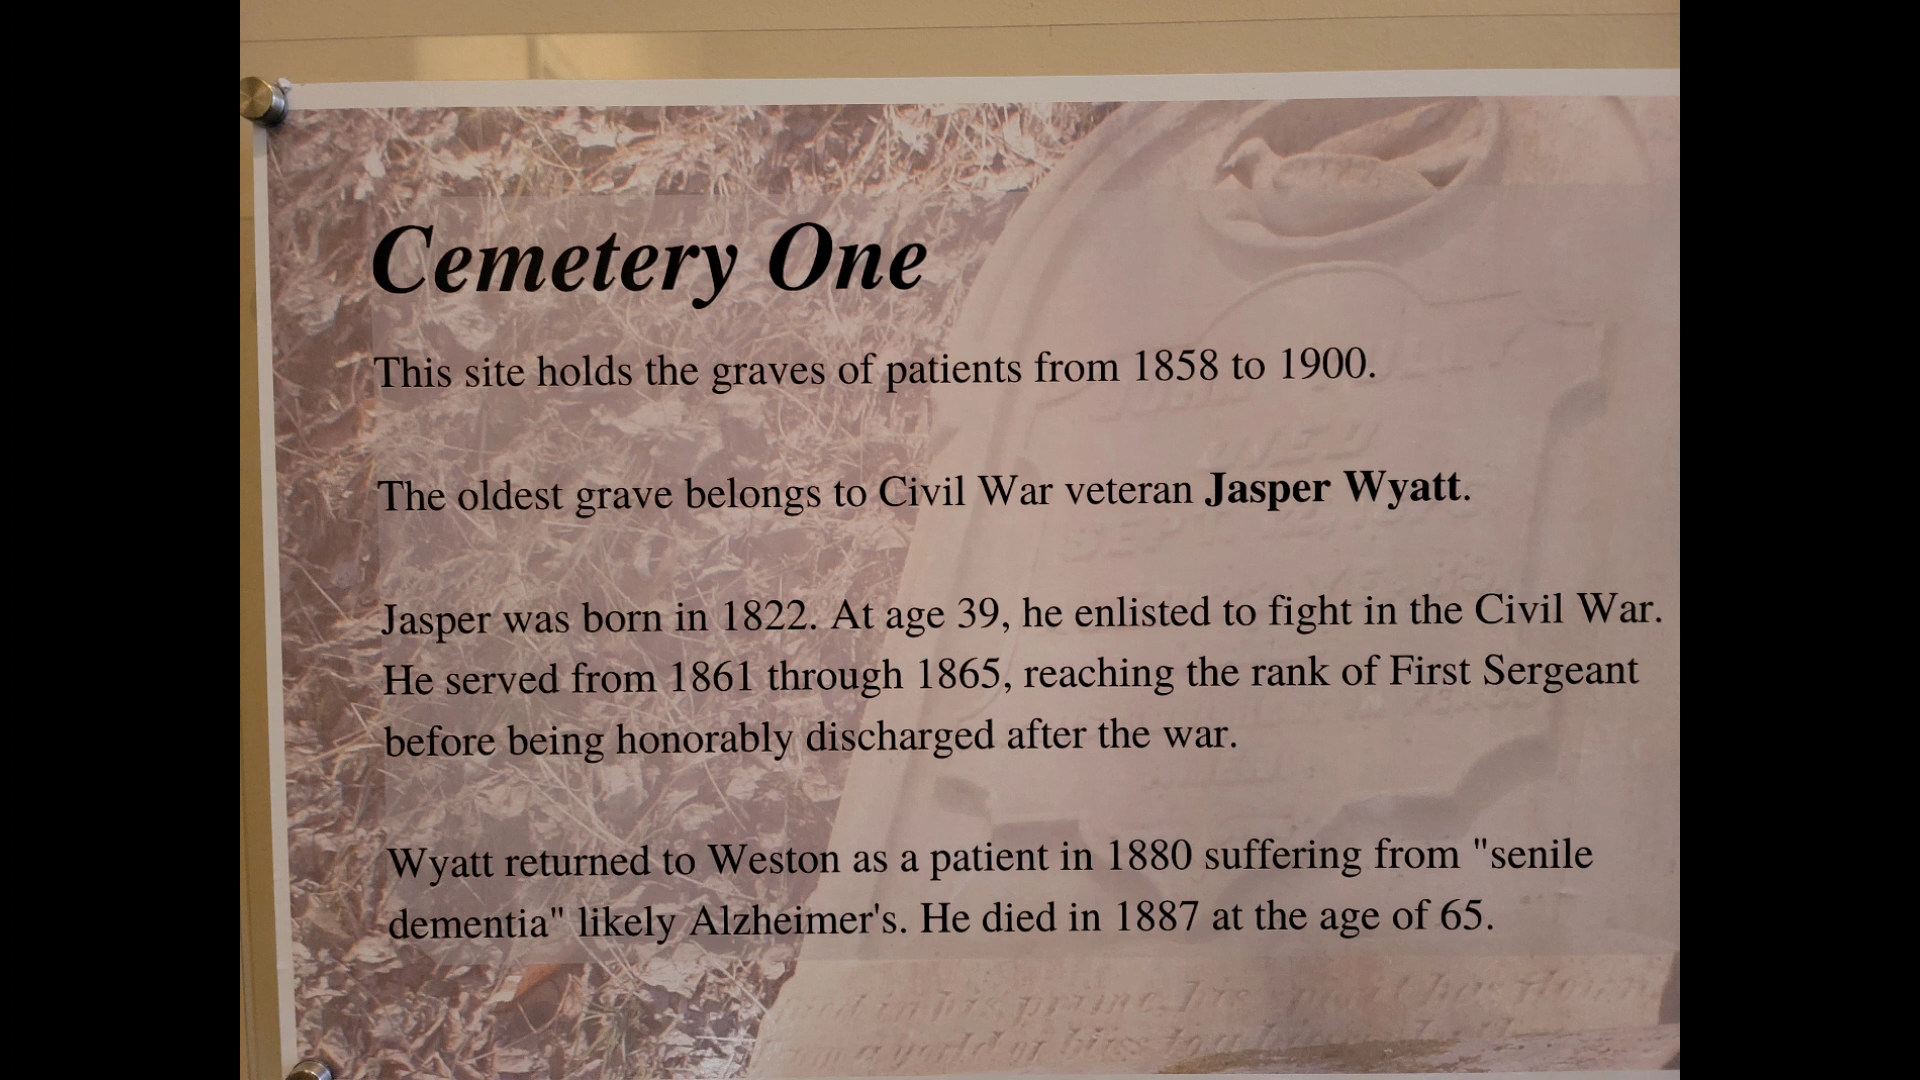 Cemetery One
This site holds the graves of patients from 1858 to 1900.
The oldest grave belongs to Civil War veteran Jasper Wyatt.
Jasper was born in 1822. At age 39, he enlisted to fight in the Civil War.
He served from 1861 through 1865, reaching the rank of First Sergeant
before being honorably discharged after the war.
Wyatt returned to Weston as a patient in 1880 suffering from "senile
dementia" likely Alzheimer's. He died in 1887 at the age of 65.